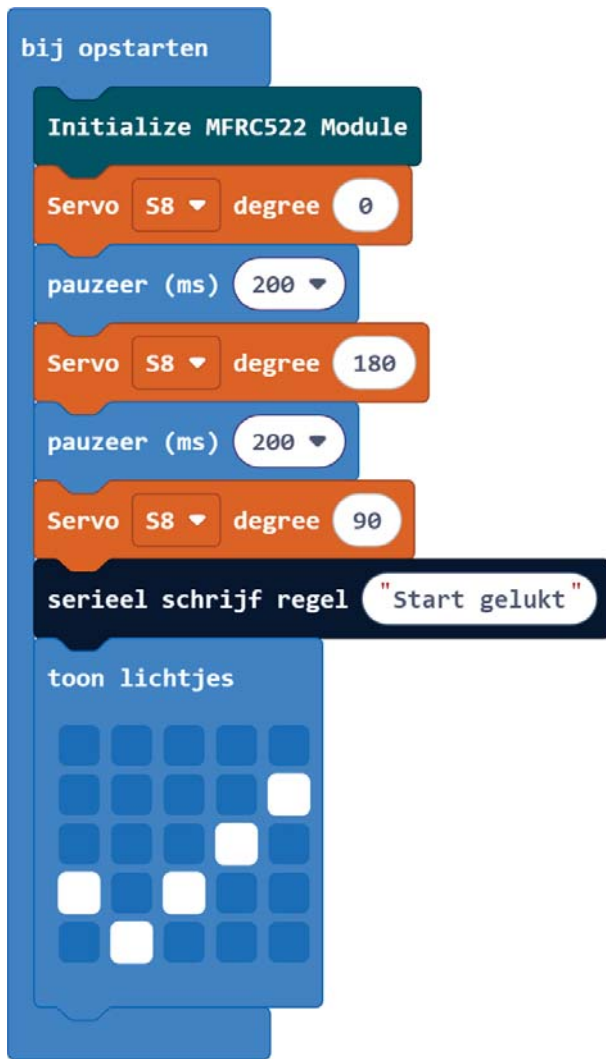 bij opstarten
Initialize MFRC522 Module
Servo S8 degree 0
pauzeer (ms) 200
Servo S8 degree 180
pauzeer (ms) 200
Servo S8 degree 90
serieel schrijf regel "Start gelukt"
toon lichtjes